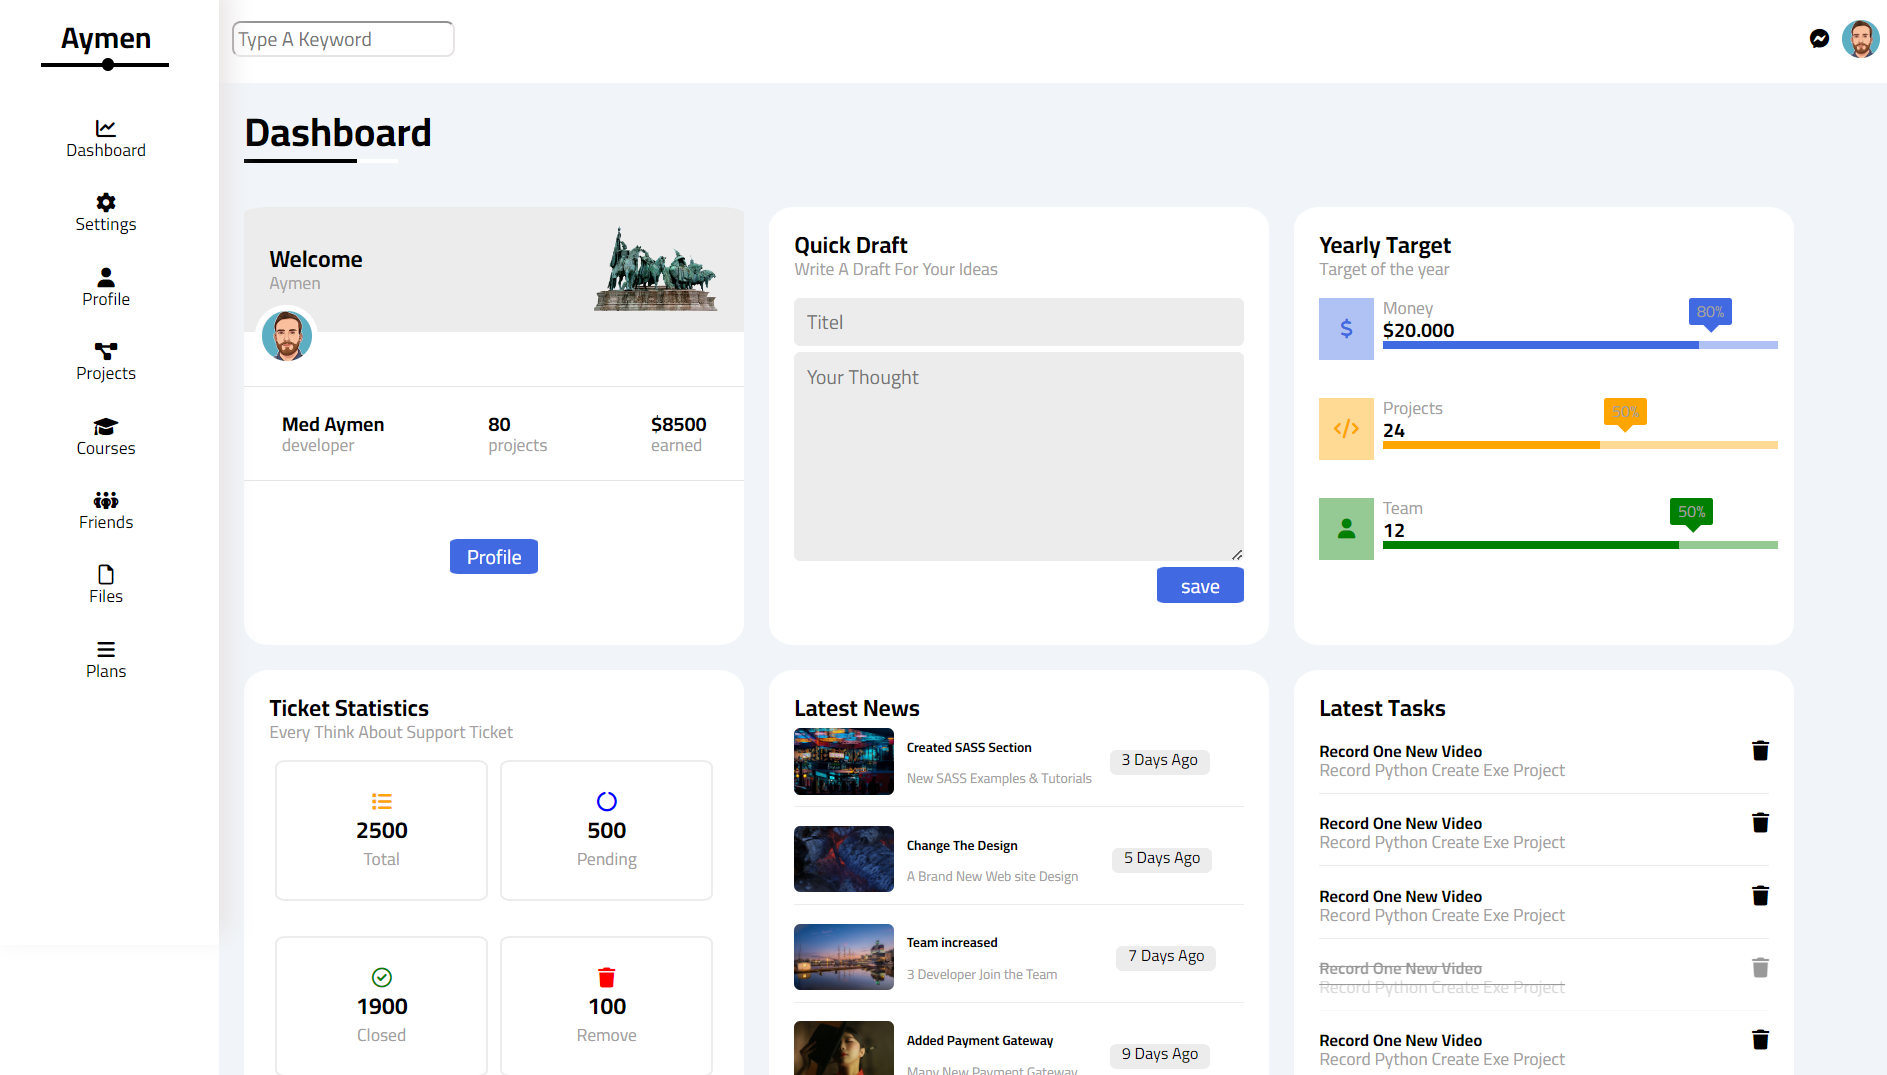 Aymen
Type A Keyword
Dashboard
Settings
Profile
Projects
Courses
Friends
Files
Plans
Dashboard
Welcome
Aymen
Med Aymen
developer
80
projects
$8500
earned
Profile
Quick Draft
Write A Draft For Your Ideas
Titel
Your Thought
save
Yearly Target
Target of the year
Money
$20.000
80%
Projects
24
50%
Team
12
50%
Ticket Statistics
Every Think About Support Ticket
2500
Total
500
Pending
1900
Closed
100
Remove
Latest News
Created SASS Section
New SASS Examples & Tutorials
3 Days Ago
Change The Design
A Brand New Web site Design
5 Days Ago
Team increased
3 Developer Join the Team
7 Days Ago
Added Payment Gateway
Many New Payment Gateway
9 Days Ago
Latest Tasks
Record One New Video
Record Python Create Exe Project
Record One New Video
Record Python Create Exe Project
Record One New Video
Record Python Create Exe Project
Record One New Video
Record Python Create Exe Project
Record One New Video
Record Python Create Exe Project